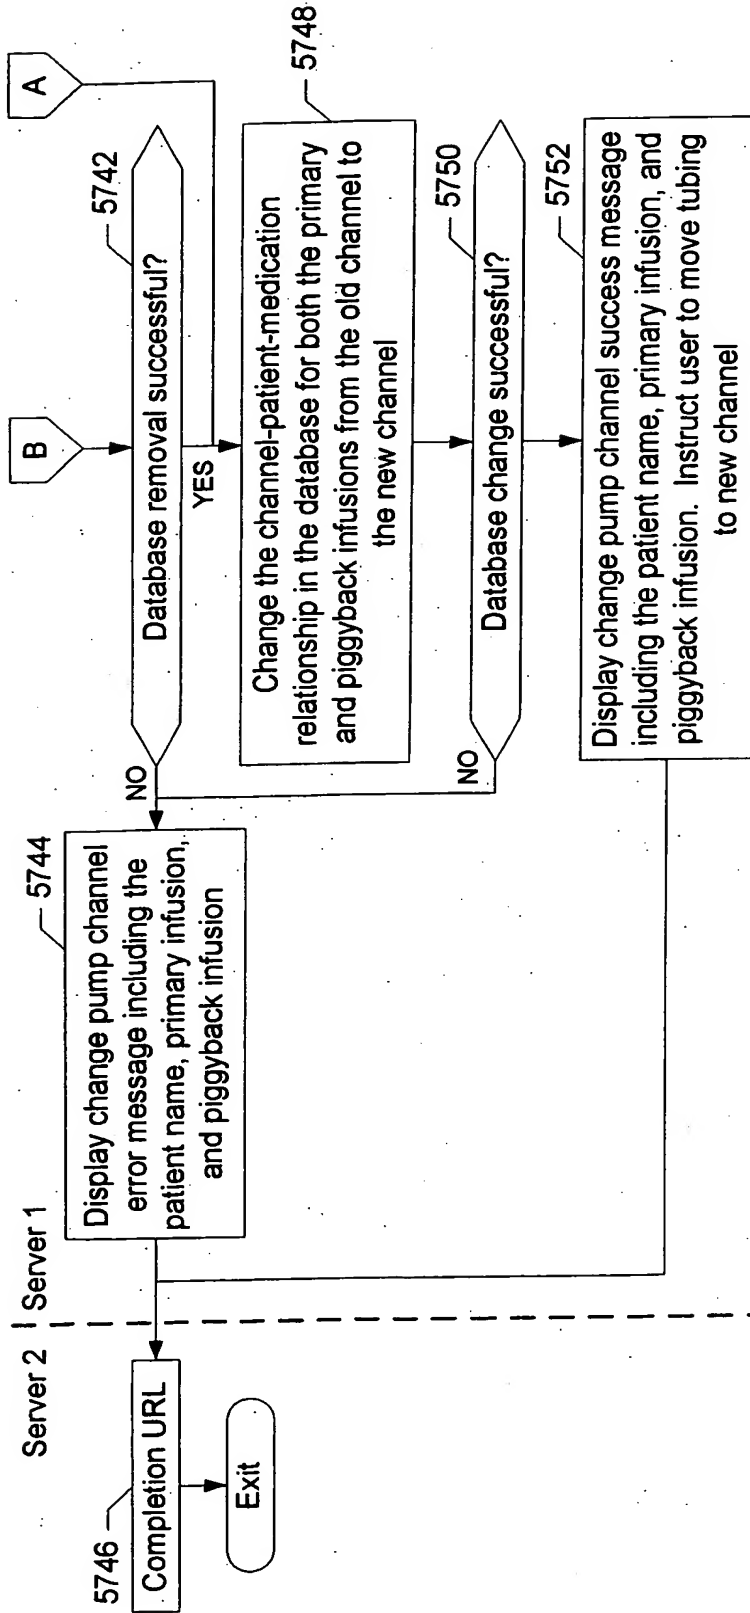 Server 2
Server 1
B
A
5742
Database removal successful?
YES
NO
5744
Display change pump channel
error message including the
patient name, primary infusion,
and piggyback infusion
5746
Completion URL
Exit
5748
Change the channel-patient-medication
relationship in the database for both the primary
and piggyback infusions from the old channel to
the new channel
5750
Database change successful?
NO
5752
Display change pump channel success message
including the patient name, primary infusion, and
piggyback infusion. Instruct user to move tubing
to new channel